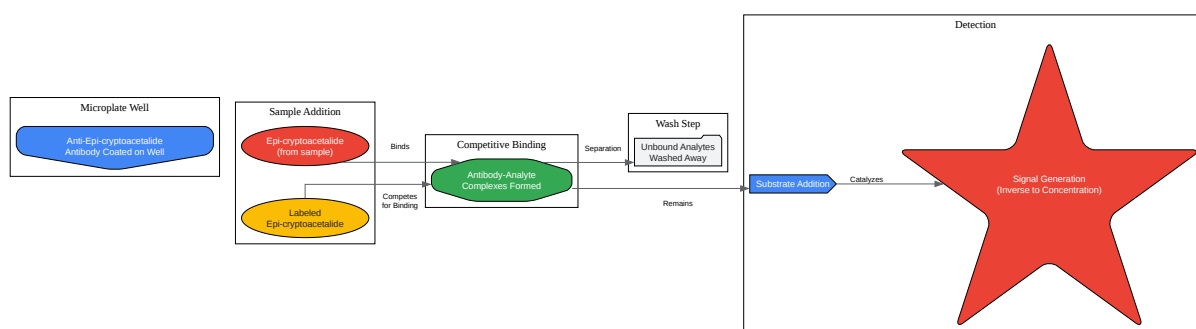 Detection
Microplate Well
Anti-Epi-cryptoacetalide
Antibody Coated on Well
Sample Addition
Epi-cryptoacetalide
(from sample)
Labeled
Epi-cryptoacetalide
Binds
Competes
for Binding
Competitive Binding
Antibody-Analyte
Complexes Formed
Separation
Remains
Wash Step
Unbound Analytes
Washed Away
Substrate Addition
Catalyzes
Signal Generation
(Inverse to Concentration)